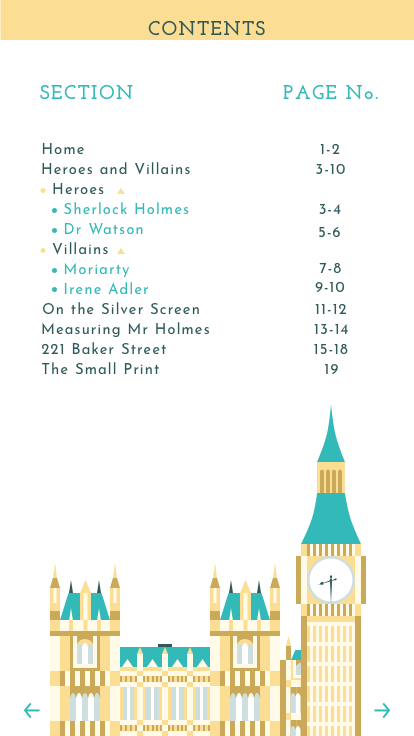 CONTENTS
SECTION PAGE No.
Home 1-2
Heroes and Villains 3-10
• Heroes
• Sherlock Holmes 3-4
• Dr Watson 5-6
• Villains
• Moriarty 7-8
• Irene Adler 9-10
On the Silver Screen 11-12
Measuring Mr Holmes 13-14
221 Baker Street 15-18
The Small Print 19